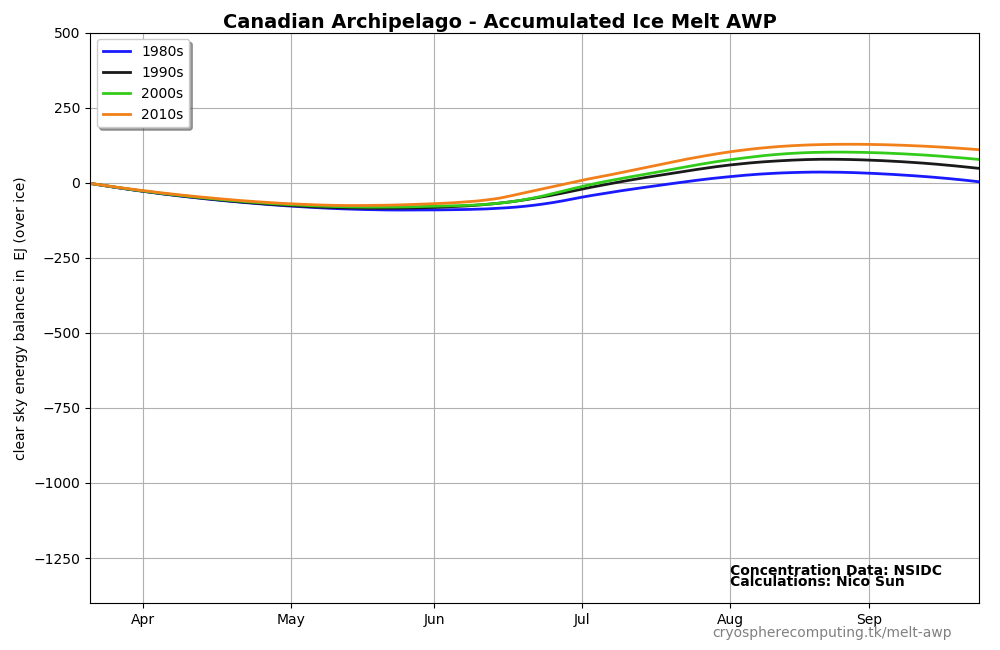 Canadian Archipelago - Accumulated Ice Melt AWP
500
250
0
−250
−500
−750
−1000
−1250
clear sky energy balance in  EJ (over ice)
1980s
1990s
2000s
2010s
Concentration Data: NSIDC
Calculations: Nico Sun
Apr May Jun Jul Aug Sep
cryospherecomputing.tk/melt-awp